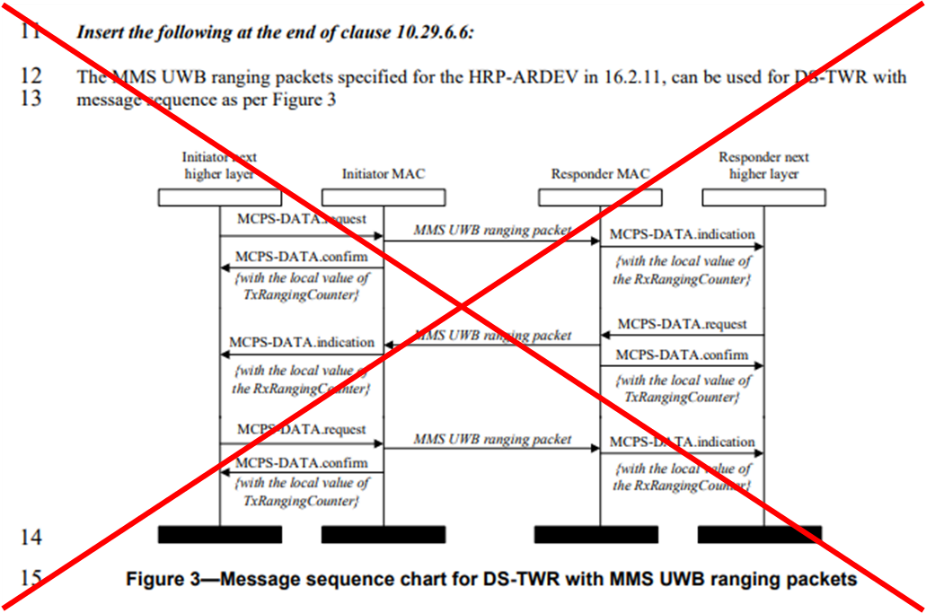 11 Insert the following at the end of clause 10.29.6.6:
12 The MMS UWB ranging packets specified for the HRP-ARDEV in 16.2.11, can be used for DS-TWR with
13 message sequence as per Figure 3
Initiator next
higher layer
Initiator MAC
Responder MAC
Responder next
higher layer
MCPS-DATA.request
MMS UWB ranging packet
MCPS-DATA.indication
MCPS-DATA.confirm
{with the local value of
TxRangingCounter}
{with the local value of
the RxRangingCounter}
MCPS-DATA.request
MMS UWB ranging packet
MCPS-DATA.indication
MCPS-DATA.confirm
{with the local value of
the RxRangingCounter}
{with the local value of
TxRangingCounter}
MCPS-DATA.request
MMS UWB ranging packet
MCPS-DATA.indication
MCPS-DATA.confirm
{with the local value of
TxRangingCounter}
{with the local value of
the RxRangingCounter}
14
15 Figure 3—Message sequence chart for DS-TWR with MMS UWB ranging packets